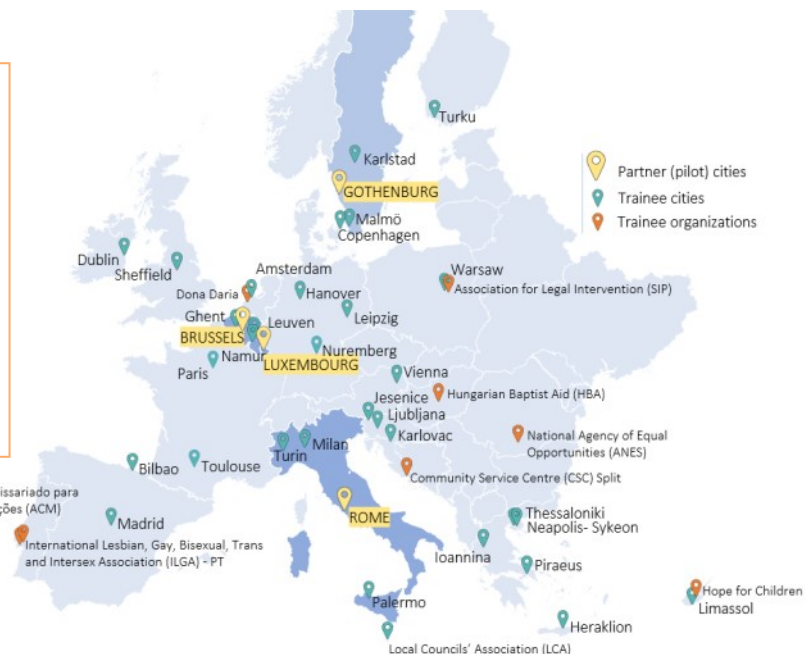 Turku
Karlstad
Partner (pilot) cities
GOTHENBURG
Trainee cities
Malmö
Trainee organizations
Copenhagen
Dublin
Sheffield
Amsterdam
Warsaw
Dona Daria
Hanover
Association for Legal Intervention (SIP)
Ghent
Leuven
Leipzig
BRUSSELS
Namur
LUXEMBOURG
Nuremberg
Paris
Vienna
Jesenice
Hungarian Baptist Aid (HBA)
Ljubljana
Karlovac
National Agency of Equal
Opportunities (ANES)
Turin
Milan
Bilbao
Toulouse
Community Service Centre (CSC) Split
issariado para
ções (ACM)
Madrid
ROME
Thessaloniki
Neapolis- Sykeon
International Lesbian, Gay, Bisexual, Trans
and Intersex Association (ILGA) - PT
Ioannina
Piraeus
Hope for Children
Limassol
Palermo
Heraklion
Local Councils' Association (LCA)